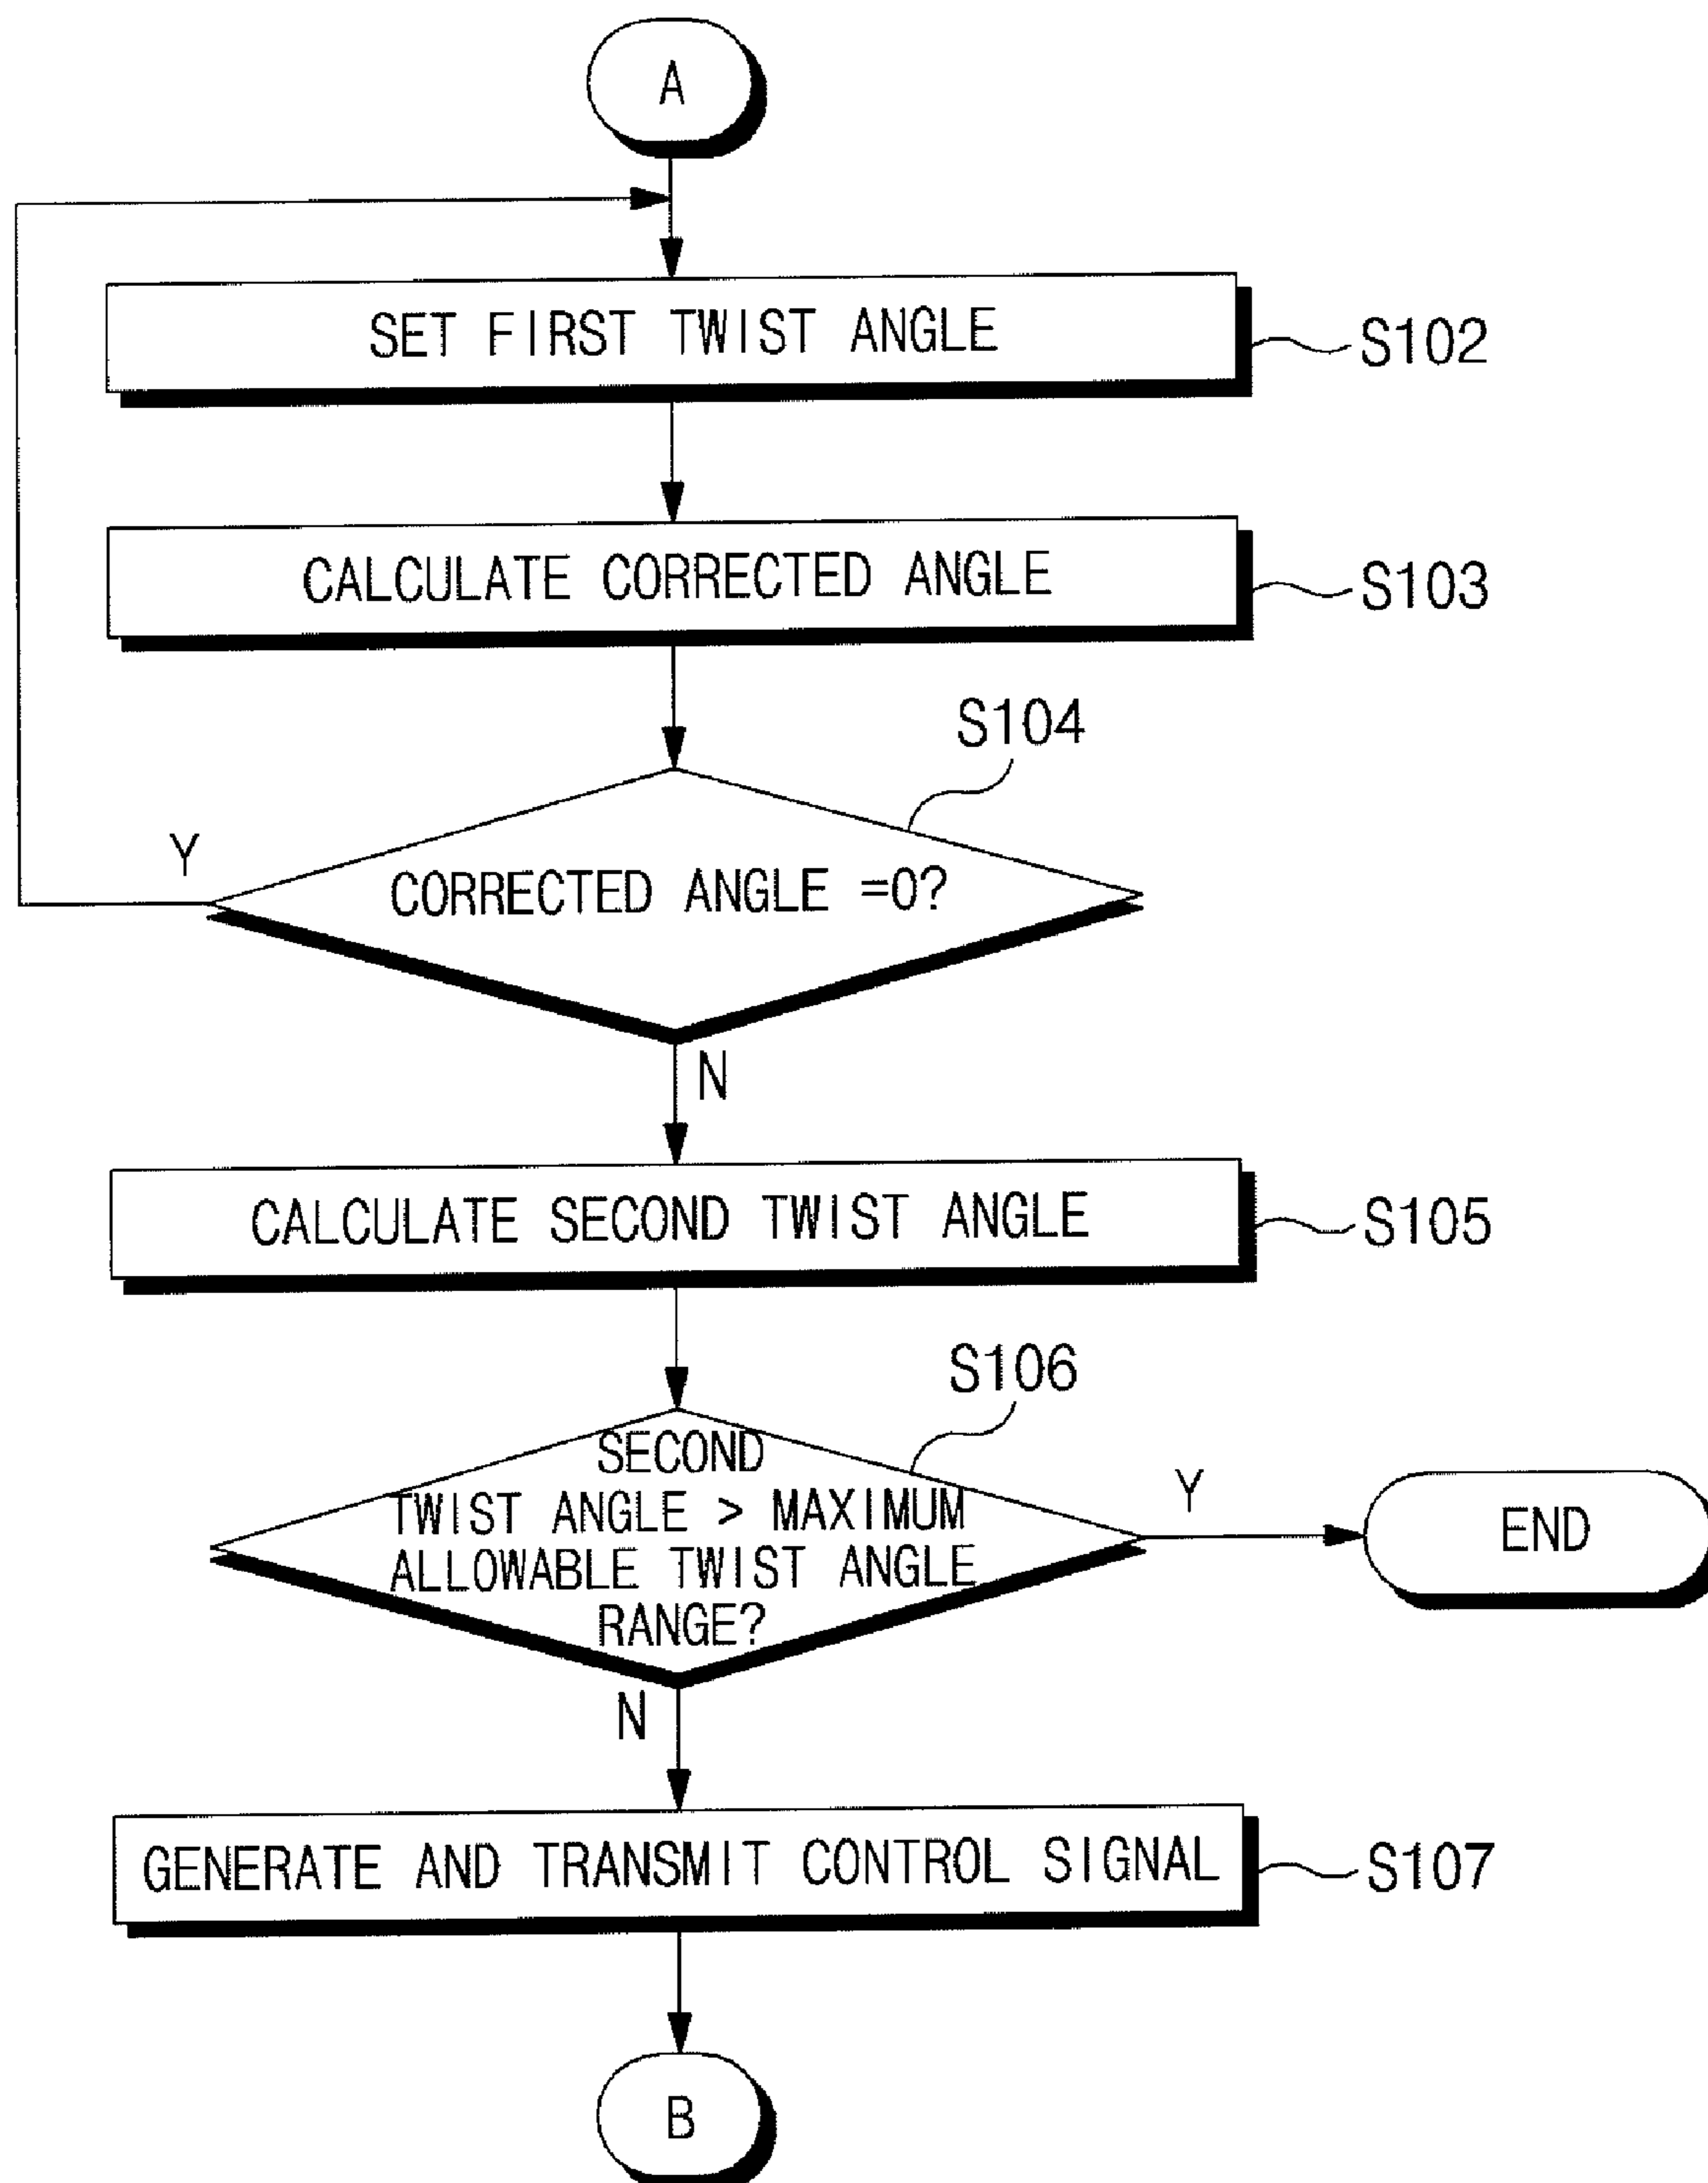 A
SET FIRST TWIST ANGLE
S102
CALCULATE CORRECTED ANGLE
S103
S104
Y
CORRECTED ANGLE =0?
N
CALCULATE SECOND TWIST ANGLE
S105
S106
SECOND
TWIST ANGLE > MAXIMUM
ALLOWABLE TWIST ANGLE
RANGE?
Y
END
N
GENERATE AND TRANSMIT CONTROL SIGNAL
S107
B